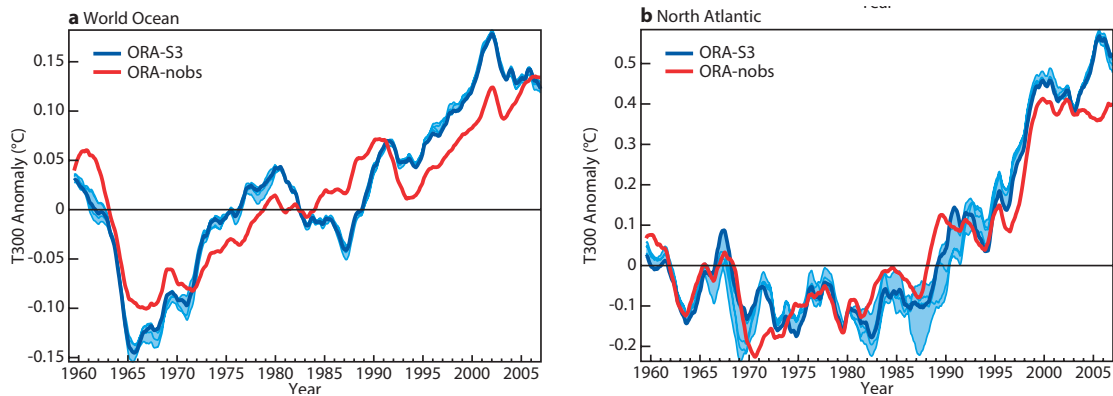 a World Ocean
ORA-S3
ORA-nobs
T300 Anomaly (°C)
0.15
0.10
0.05
0
-0.05
-0.10
-0.15
1960 1965 1970 1975 1980 1985 1990 1995 2000 2005
Year
Year
b North Atlantic
ORA-S3
ORA-nobs
T300 Anomaly (°C)
0.5
0.4
0.3
0.2
0.1
0
-0.1
-0.2
1960 1965 1970 1975 1980 1985 1990 1995 2000 2005
Year